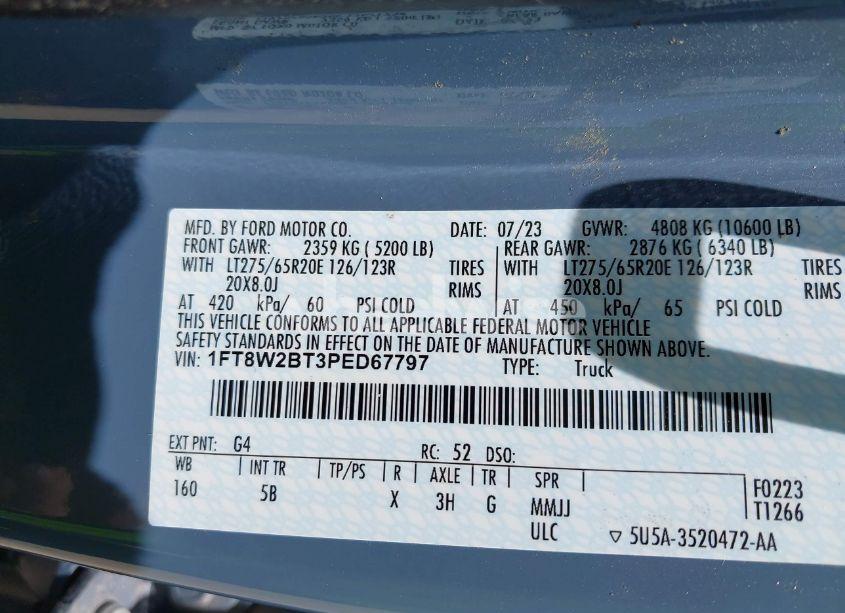 MFD. BY FORD MOTOR CO. DATE: 07/23 GVWR: 4808 KG (10600 LB)
FRONT GAWR: 2359 KG ( 5200 LB) REAR GAWR: 2876 KG ( 6340 LB)
WITH LT275/65R20E 126/123R TIRES WITH LT275/65R20E 126/123R TIRES
20X8.0J RIMS 20X8.0J RIMS
AT 420 kPa/ 60 PSI COLD AT 450 kPa/ 65 PSI COLD
THIS VEHICLE CONFORMS TO ALL APPLICABLE FEDERAL MOTOR VEHICLE
SAFETY STANDARDS IN EFFECT ON THE DATE OF MANUFACTURE SHOWN ABOVE.
VIN: 1FT8W2BT3PED67797 TYPE: Truck
EXT PNT: G4 RC: 52 DSO:
WB INT TR TP/PS R AXLE TR SPR F0223
160 5B X 3H G MMJJ T1266
ULC ▽ 5U5A-3520472-AA